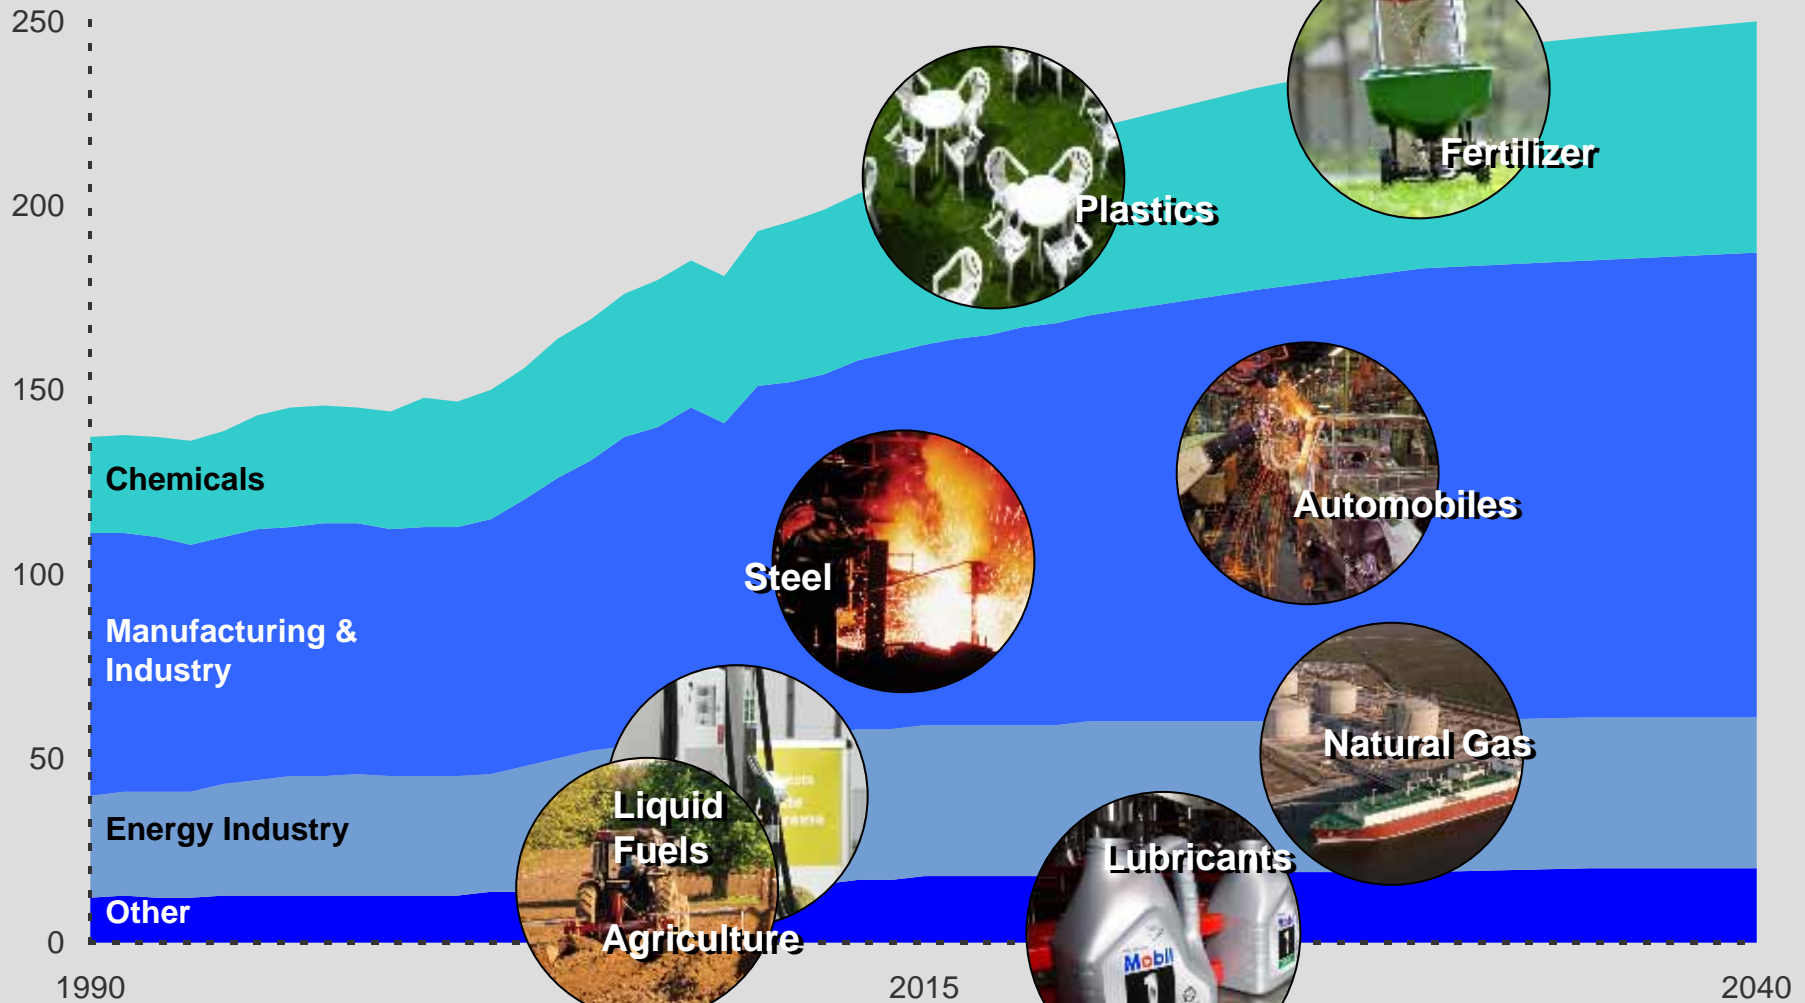 250
200
150
100
50
0
Fertilizer
Plastics
Chemicals
Automobiles
Steel
Manufacturing &
Industry
Natural Gas
Liquid
Fuels
Energy Industry
Lubricants
Other
Agriculture
Mobil
1
1990
2015
2040